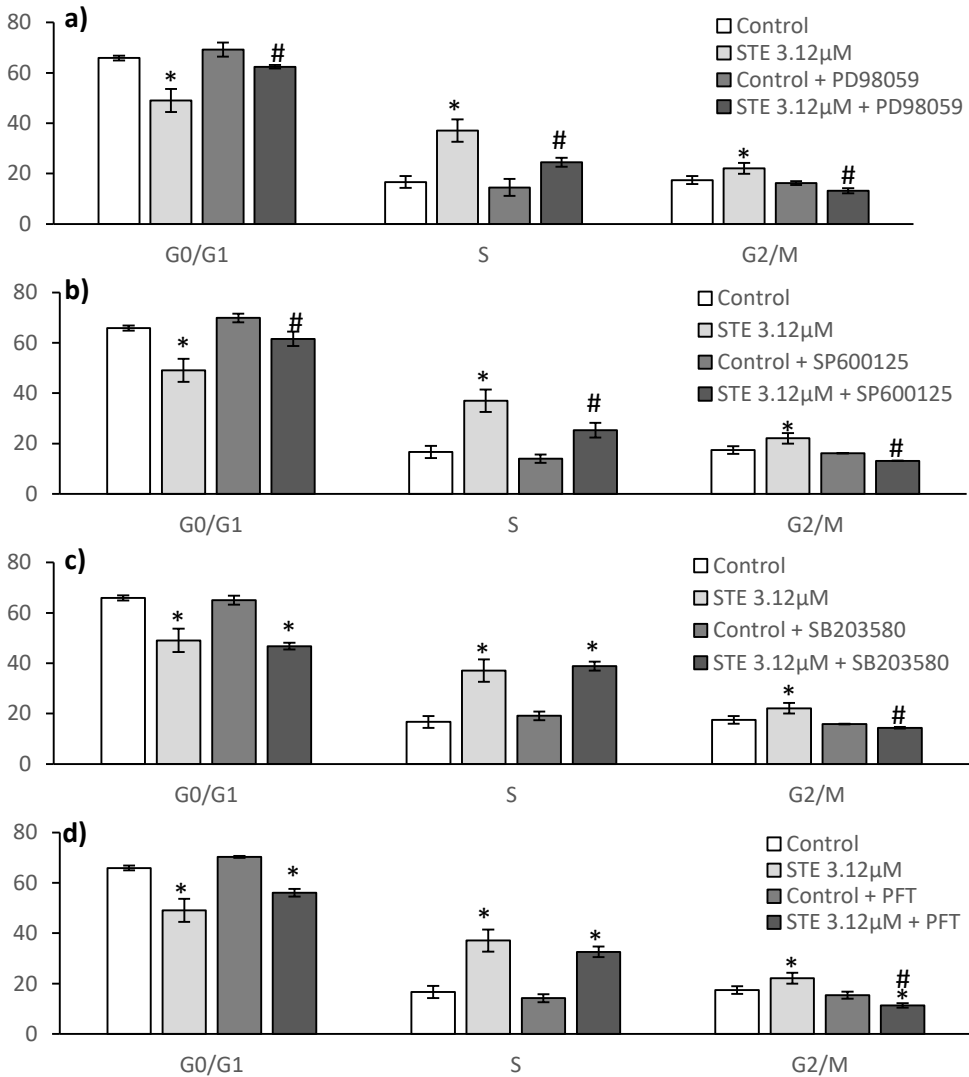 a)
80
60
40
20
0
* # * # * #
Control
STE 3.12µM
Control + PD98059
STE 3.12µM + PD98059
G0/G1 S G2/M
b)
80
60
40
20
0
* # * # * #
Control
STE 3.12µM
Control + SP600125
STE 3.12µM + SP600125
G0/G1 S G2/M
c)
80
60
40
20
0
* * * * * #
Control
STE 3.12µM
Control + SB203580
STE 3.12µM + SB203580
G0/G1 S G2/M
d)
80
60
40
20
0
* * * * * # *
Control
STE 3.12µM
Control + PFT
STE 3.12µM + PFT
G0/G1 S G2/M